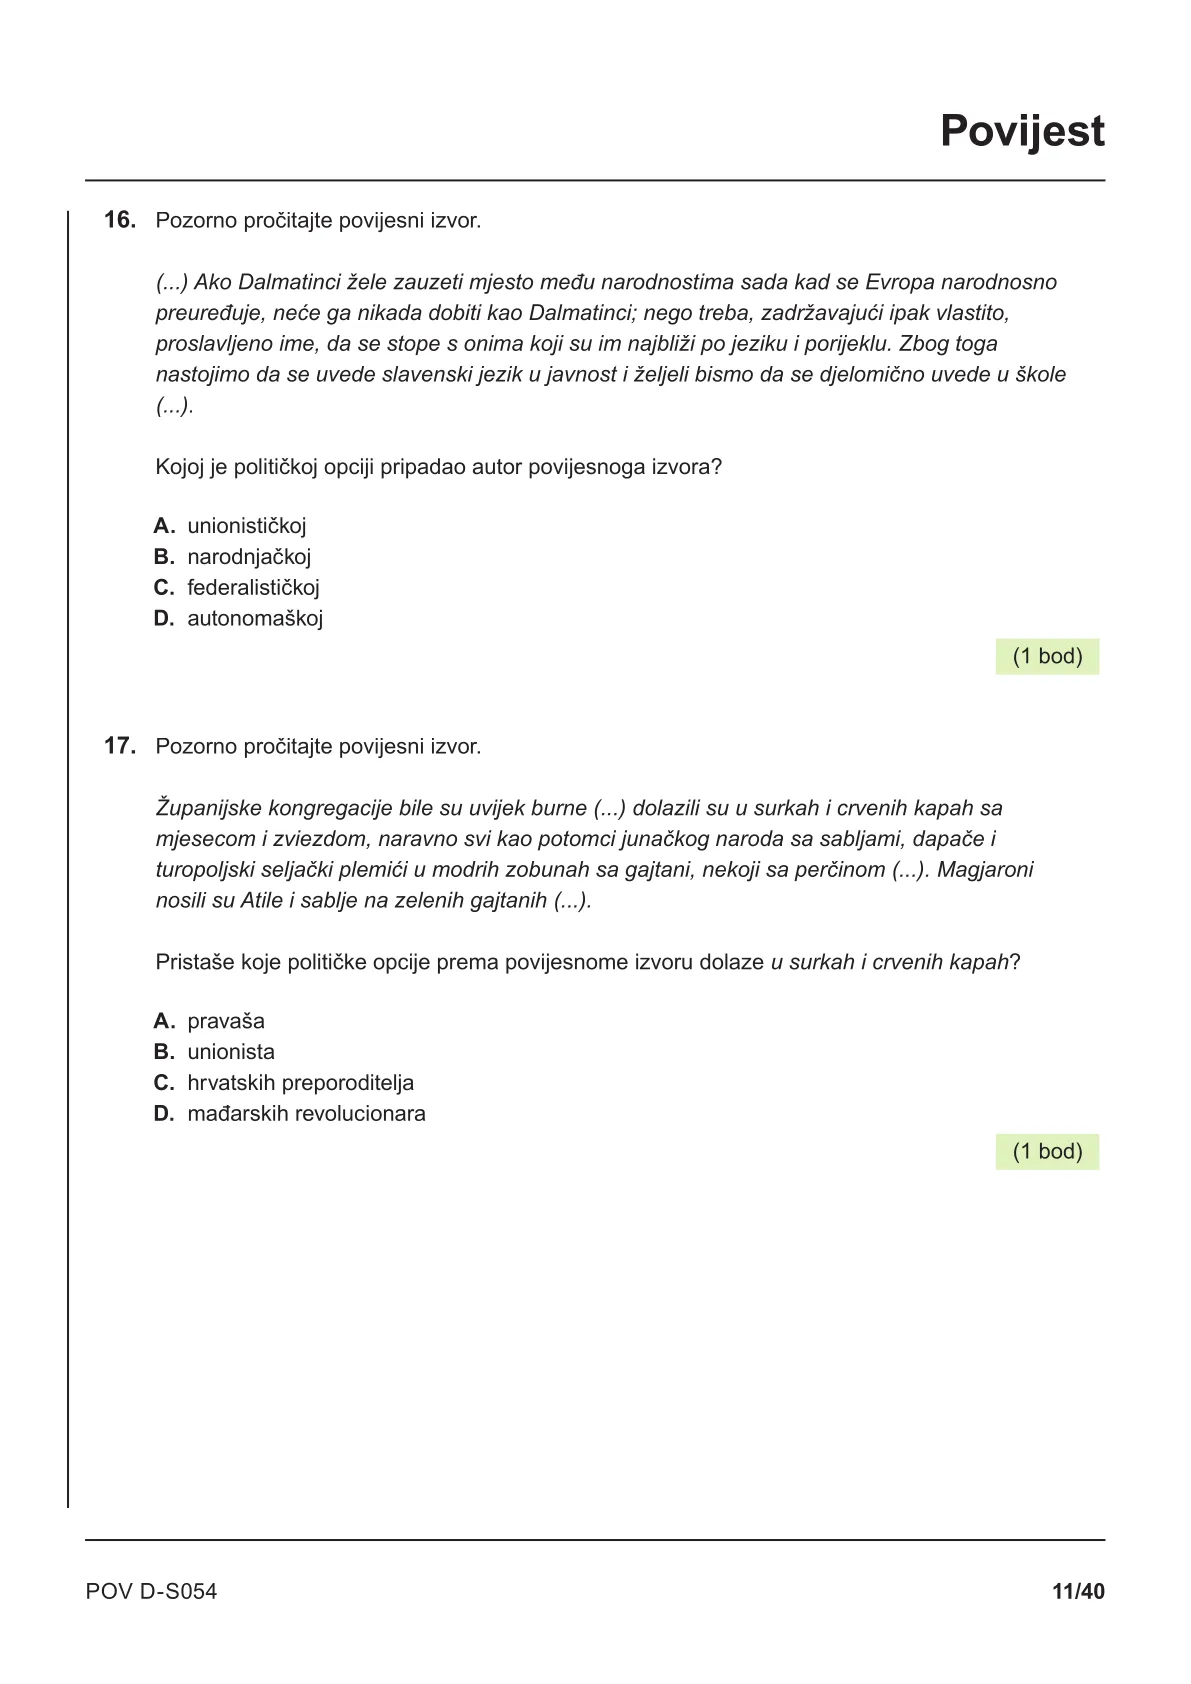 Povijest
16. Pozorno pročitajte povijesni izvor.
(...) Ako Dalmatinci žele zauzeti mjesto među narodnostima sada kad se Evropa narodnosno
preuređuje, neće ga nikada dobiti kao Dalmatinci; nego treba, zadržavajući ipak vlastito,
proslavljeno ime, da se stope s onima koji su im najbliži po jeziku i porijeklu. Zbog toga
nastojimo da se uvede slavenski jezik u javnost i željeli bismo da se djelomično uvede u škole
(...).
Kojoj je političkoj opciji pripadao autor povijesnoga izvora?
A. unionističkoj
B. narodnjačkoj
C. federalističkoj
D. autonomaškoj
(1 bod)
17. Pozorno pročitajte povijesni izvor.
Županijske kongregacije bile su uvijek burne (...) dolazili su u surkah i crvenih kapah sa
mjesecom i zviezdom, naravno svi kao potomci junačkog naroda sa sabljami, dapače i
turopoljski seljački plemići u modrih zobunah sa gajtani, nekoji sa perčinom (...). Magjaroni
nosili su Atile i sablje na zelenih gajtanih (...).
Pristaše koje političke opcije prema povijesnome izvoru dolaze u surkah i crvenih kapah?
A. pravaša
B. unionista
C. hrvatskih preporoditelja
D. mađarskih revolucionara
(1 bod)
POV D-S054
11/40